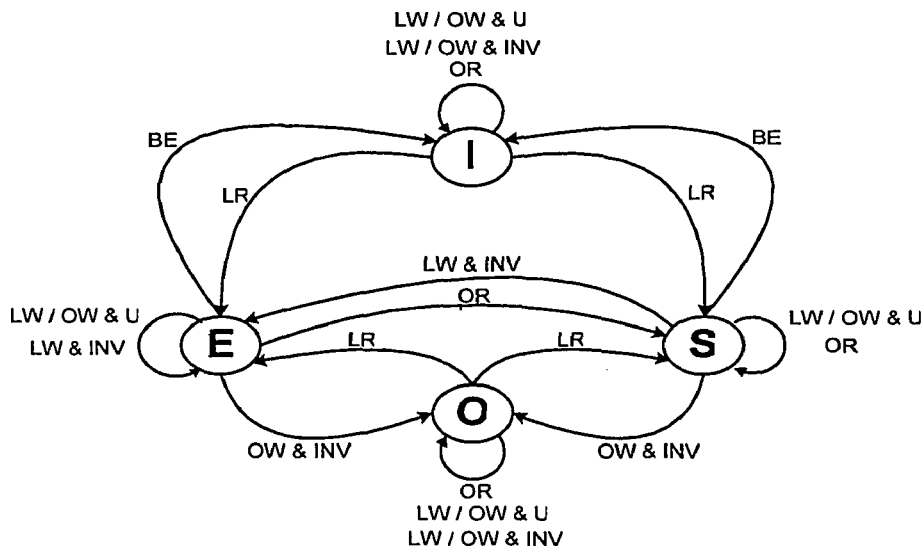 LW / OW & U
LW / OW & INV
OR
BE
I
BE
LR
LR
LW & INV
OR
LW / OW & U
LW & INV
E
LR
LR
S
LW / OW & U
OR
O
OW & INV
OW & INV
OR
LW / OW & U
LW / OW & INV